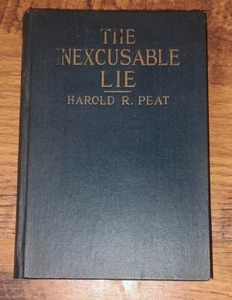 THE
INEXCUSABLE
LIE
HAROLD R. PEAT